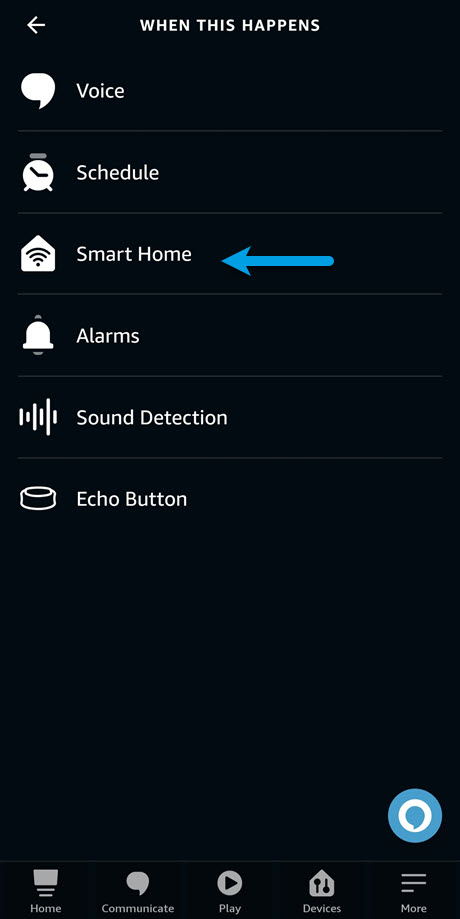 WHEN THIS HAPPENS
Voice
Schedule
Smart Home
Alarms
Sound Detection
Echo Button
Home Communicate Play Devices More